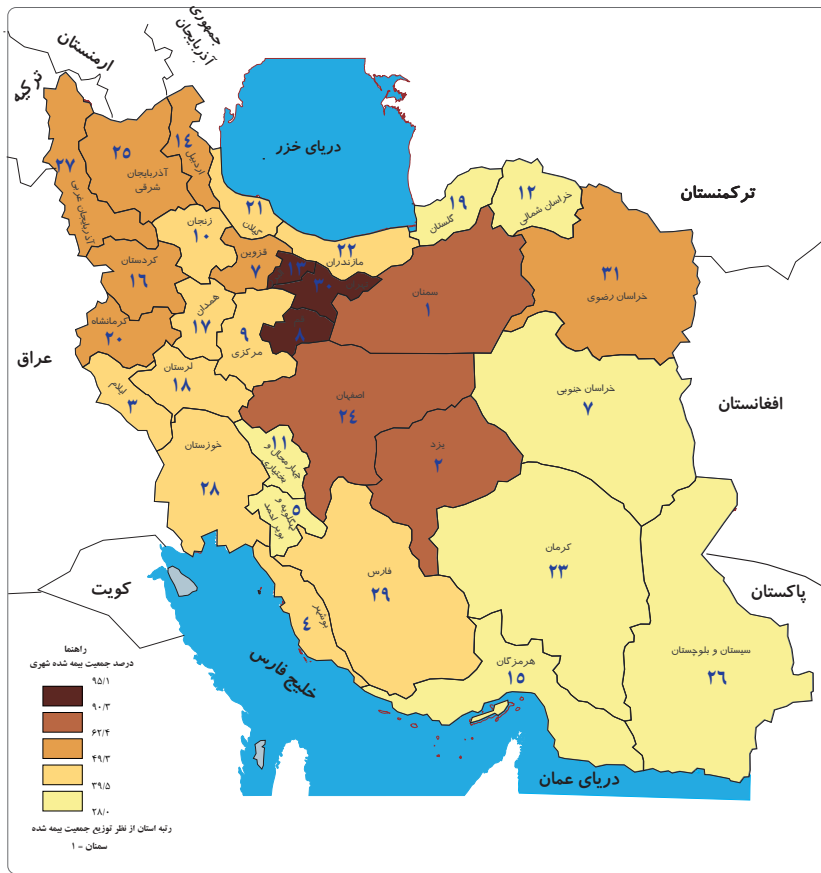 جمهوری
آذربایجان
ارمنستان
ترکیه
دریای خزر
ترکمنستان
۱۴
اردبیل
۲۵
آذربایجان
شرقی
۲۷
آذربایجان غربی
۲۱
گیلان
۱۹
گلستان
۱۲
خراسان شمالی
زنجان
۱۰
۲۲
مازندران
قزوین
۷
۱۳
۳۰
۳۱
خراسان رضوی
کردستان
۱۶
سمنان
۱
همدان
۱۷
۹
مرکزی
۸
کرمانشاه
۲۰
عراق
لرستان
۱۸
ایلام
۳
اصفهان
۲۴
خراسان جنوبی
۷
افغانستان
۱۱
چهارمحال و
بختیاری
یزد
۲
خوزستان
۲۸
۵
کهگلویه و
بویر احمد
کرمان
۲۳
فارس
۲۹
کویت
پاکستان
بوشهر
۴
خلیج فارس
هرمزگان
۱۵
سیستان و بلوچستان
۲۶
دریای عمان
راهنما
درصد جمعیت بیمه شده شهری
۹۵/۱
۹۰/۳
۶۲/۴
۴۹/۳
۳۹/۵
۲۸/۰
رتبه استان از نظر توزیع جمعیت بیمه شده
سمنان - ۱